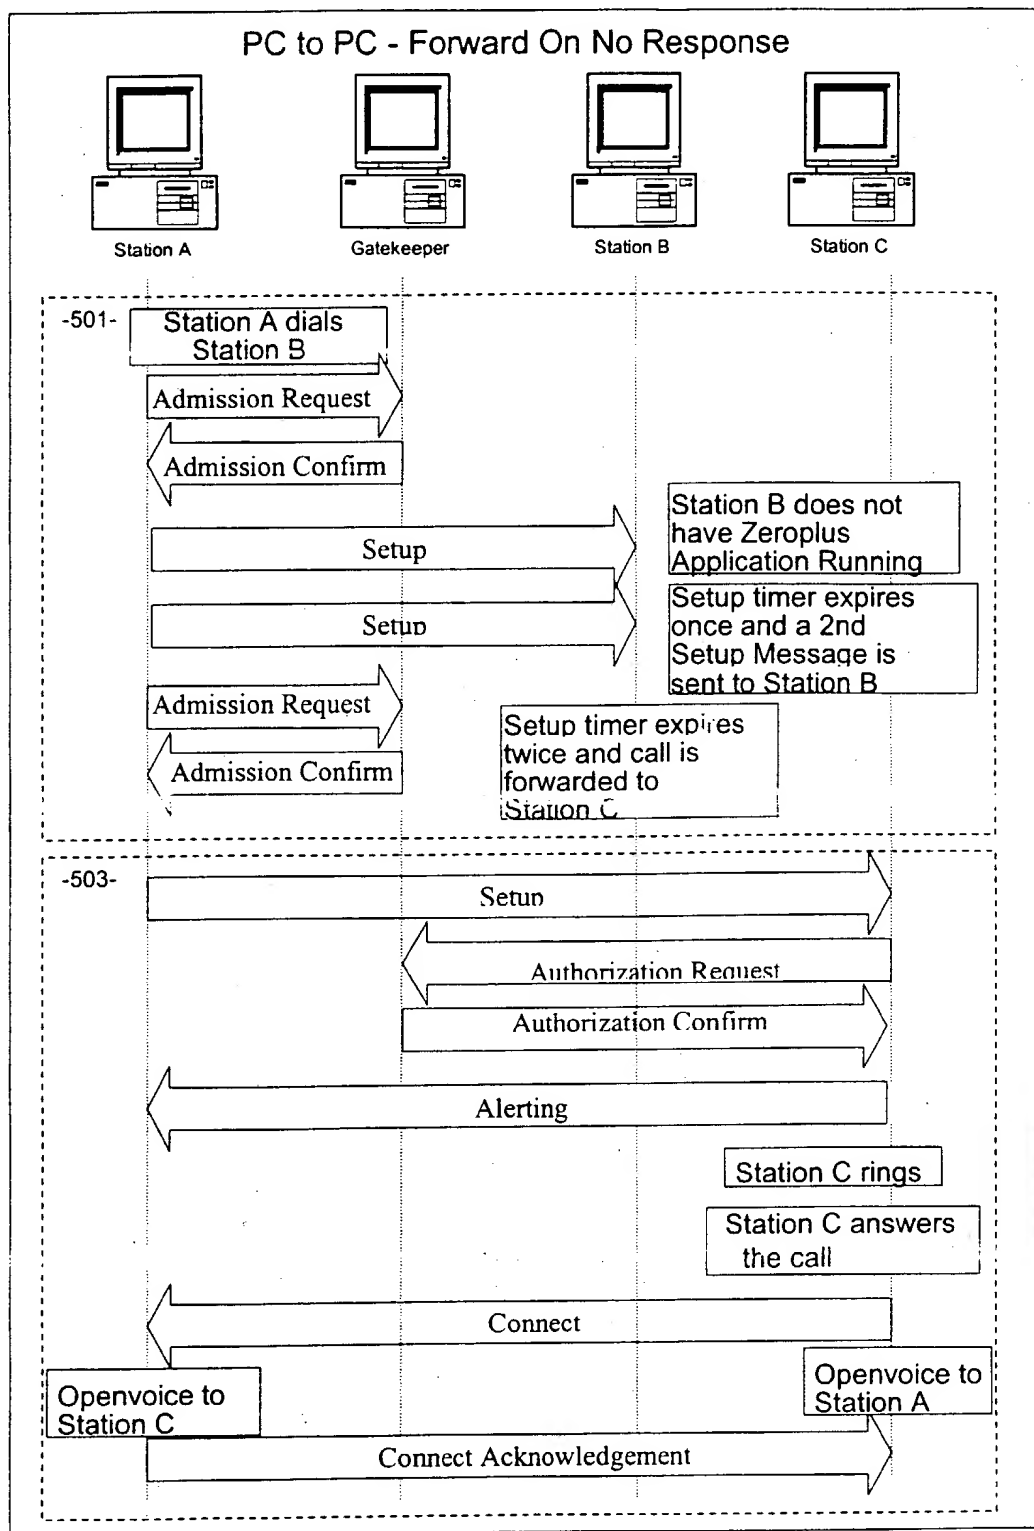 PC to PC - Forward On No Response
Station A
Gatekeeper
Station B
Station C
-501-
Station A dials
Station B
Admission Request
Admission Confirm
Setup
Station B does not
have Zeroplus
Application Running
Setup
Setup timer expires
once and a 2nd
Setup Message is
sent to Station B
Admission Request
Admission Confirm
Setup timer expires
twice and call is
forwarded to
Station C
-503-
Setup
Authorization Request
Authorization Confirm
Alerting
Station C rings
Station C answers
the call
Connect
Openvoice to
Station C
Openvoice to
Station A
Connect Acknowledgement